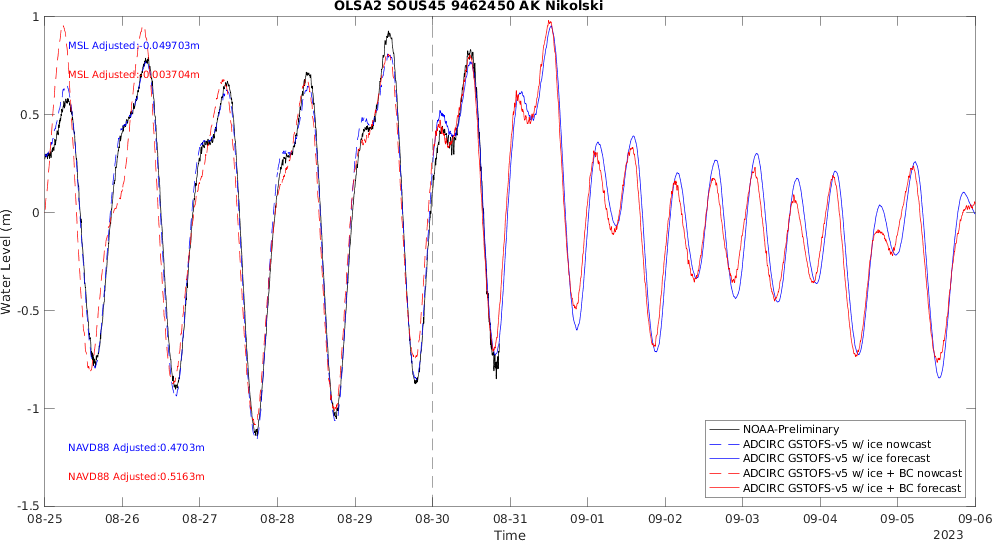 OLSA2 SOUS45 9462450 AK Nikolski
1
0.5
0
-0.5
-1
-1.5
Water Level (m)
MSL Adjusted:-0.049703m
MSL Adjusted:-0.003704m
NAVD88 Adjusted:0.4703m
NAVD88 Adjusted:0.5163m
NOAA-Preliminary
ADCIRC GSTOFS-v5 w/ ice nowcast
ADCIRC GSTOFS-v5 w/ ice forecast
ADCIRC GSTOFS-v5 w/ ice + BC nowcast
ADCIRC GSTOFS-v5 w/ ice + BC forecast
08-25 08-26 08-27 08-28 08-29 08-30 08-31 09-01 09-02 09-03 09-04 09-05 09-06
Time
2023